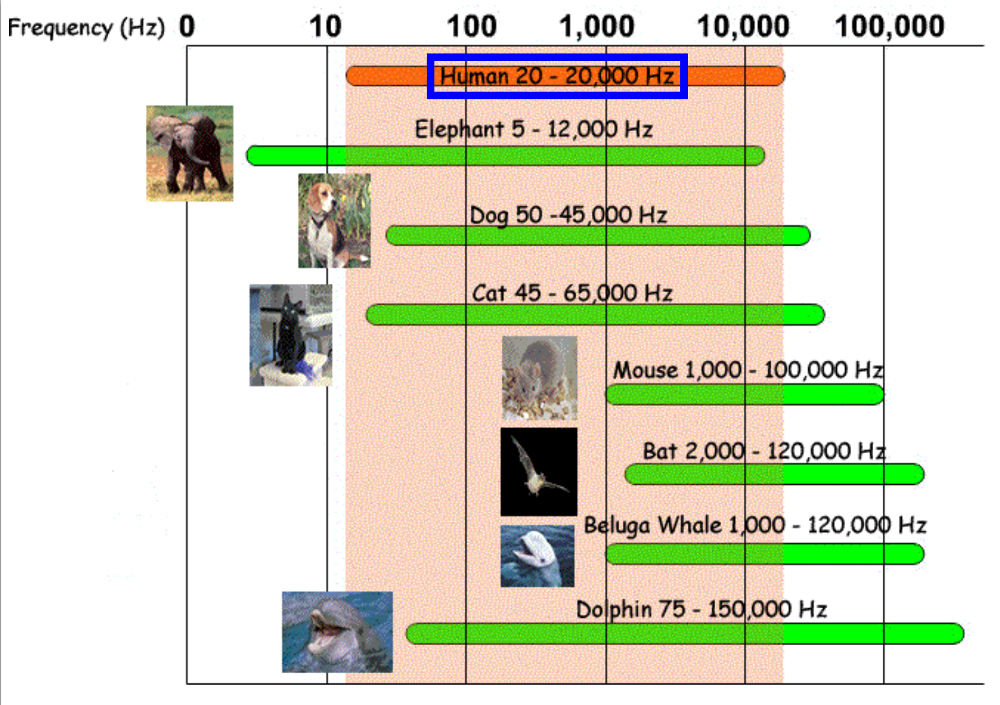 Frequency (Hz) 0 10 100 1,000 10,000 100,000
Human 20 - 20,000 Hz
Elephant 5 - 12,000 Hz
Dog 50 -45,000 Hz
Cat 45 - 65,000 Hz
Mouse 1,000 - 100,000 Hz
Bat 2,000 - 120,000 Hz
Beluga Whale 1,000 - 120,000 Hz
Dolphin 75 - 150,000 Hz